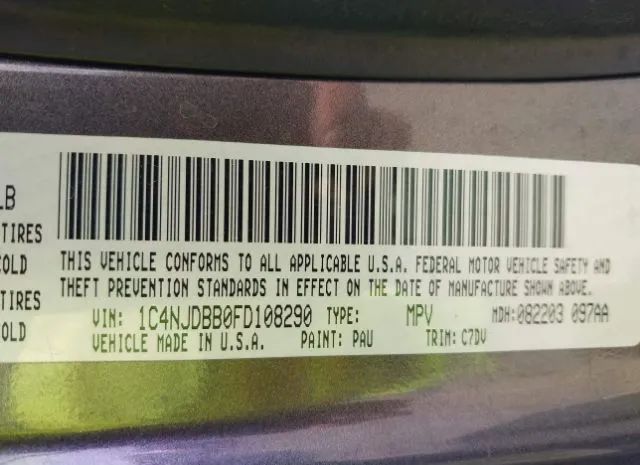 LB
TIRES
COLD
TIRES
COLD
THIS VEHICLE CONFORMS TO ALL APPLICABLE U.S.A. FEDERAL MOTOR VEHICLE SAFETY AND
THEFT PREVENTION STANDARDS IN EFFECT ON THE DATE OF MANUFACTURE SHOWN ABOVE.
VIN: 1C4NJDBB0FD108290 TYPE: MPV MDH: 082203 097AA
VEHICLE MADE IN U.S.A. PAINT: PAU TRIM: C7DV